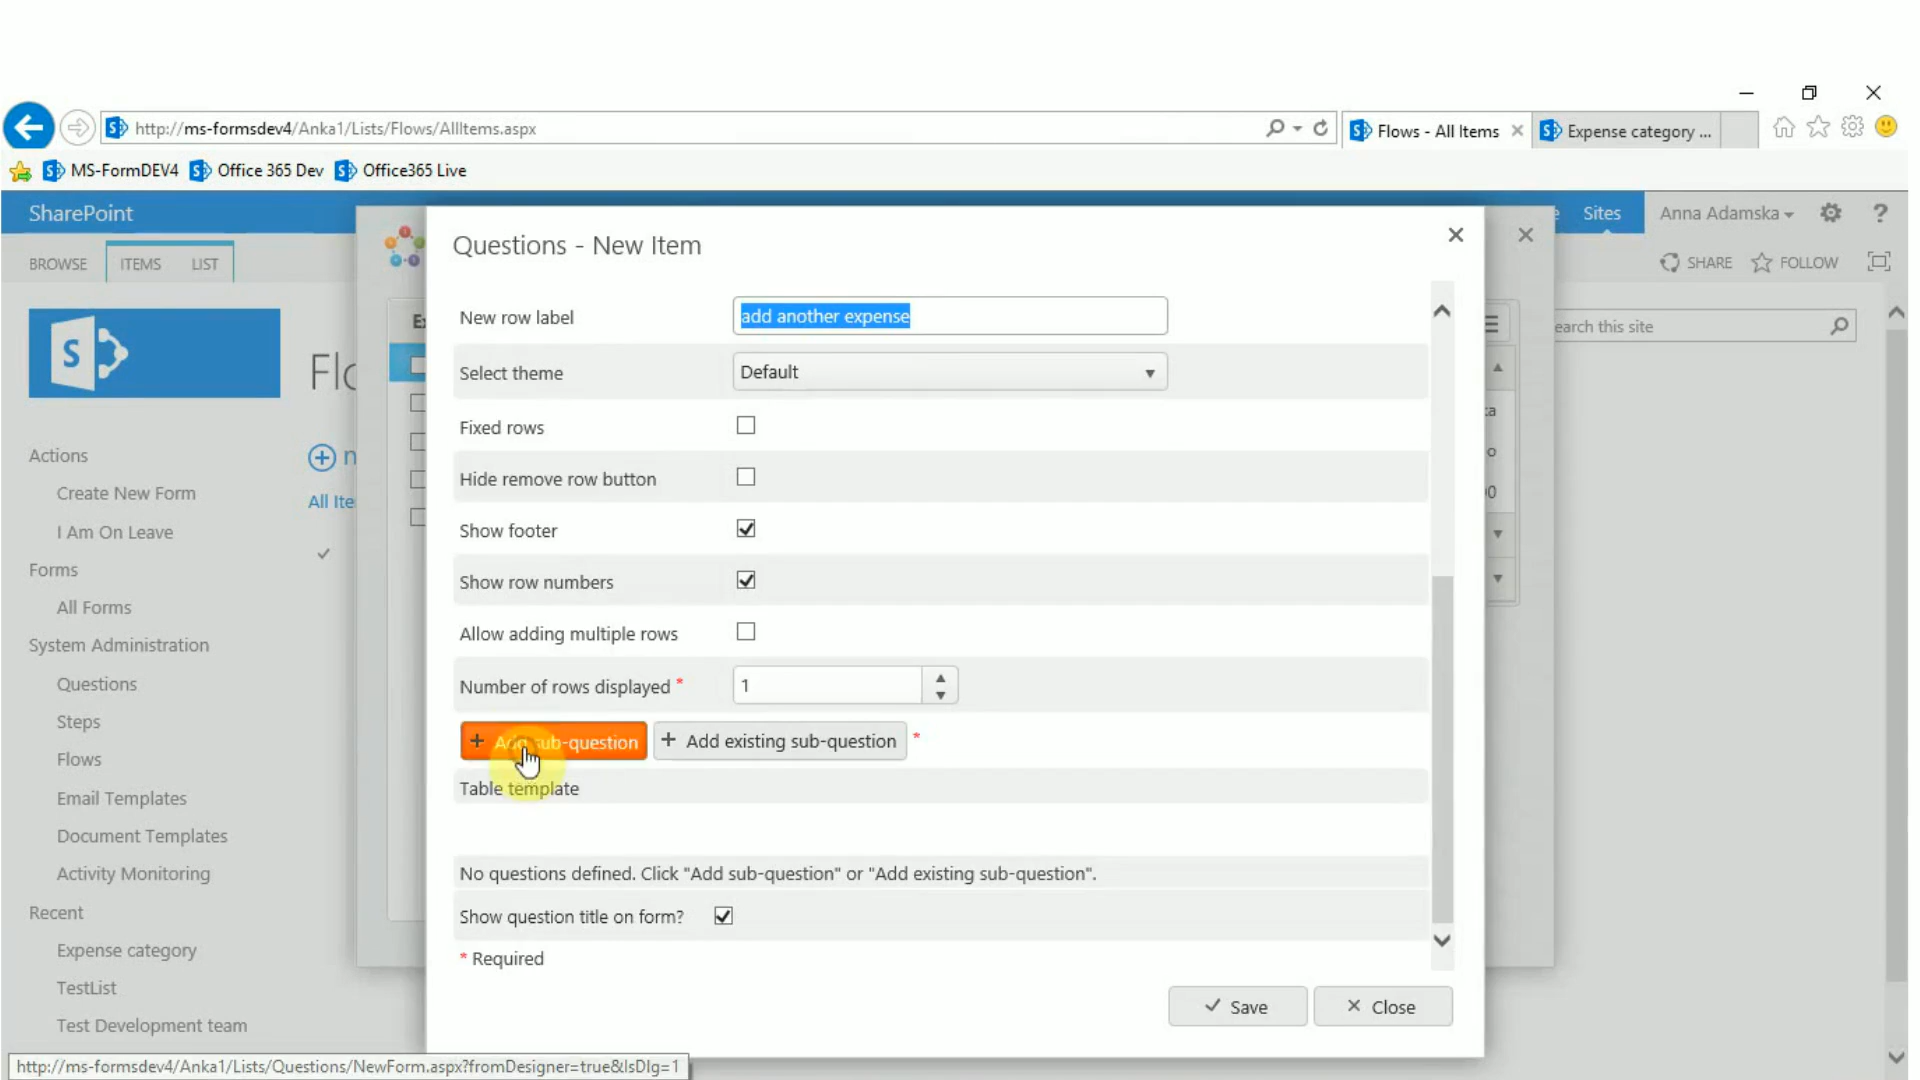 http://ms-formsdev4/Anka1/Lists/Flows/AllItems.aspx
Flows - All Items
Expense category ...
MS-FormDEV4
Office 365 Dev
Office365 Live
SharePoint
Sites
Anna Adamska
BROWSE
ITEMS
LIST
SHARE
FOLLOW
Questions - New Item
New row label
add another expense
Select theme
Default
Fixed rows
Hide remove row button
Show footer
Show row numbers
Allow adding multiple rows
Number of rows displayed *
1
+ Add sub-question
+ Add existing sub-question *
Table template
No questions defined. Click "Add sub-question" or "Add existing sub-question".
Show question title on form?
* Required
Save
Close
earch this site
Flo
All Ite
Actions
Create New Form
I Am On Leave
Forms
All Forms
System Administration
Questions
Steps
Flows
Email Templates
Document Templates
Activity Monitoring
Recent
Expense category
TestList
Test Development team
http://ms-formsdev4/Anka1/Lists/Questions/NewForm.aspx?fromDesigner=true&IsDlg=1